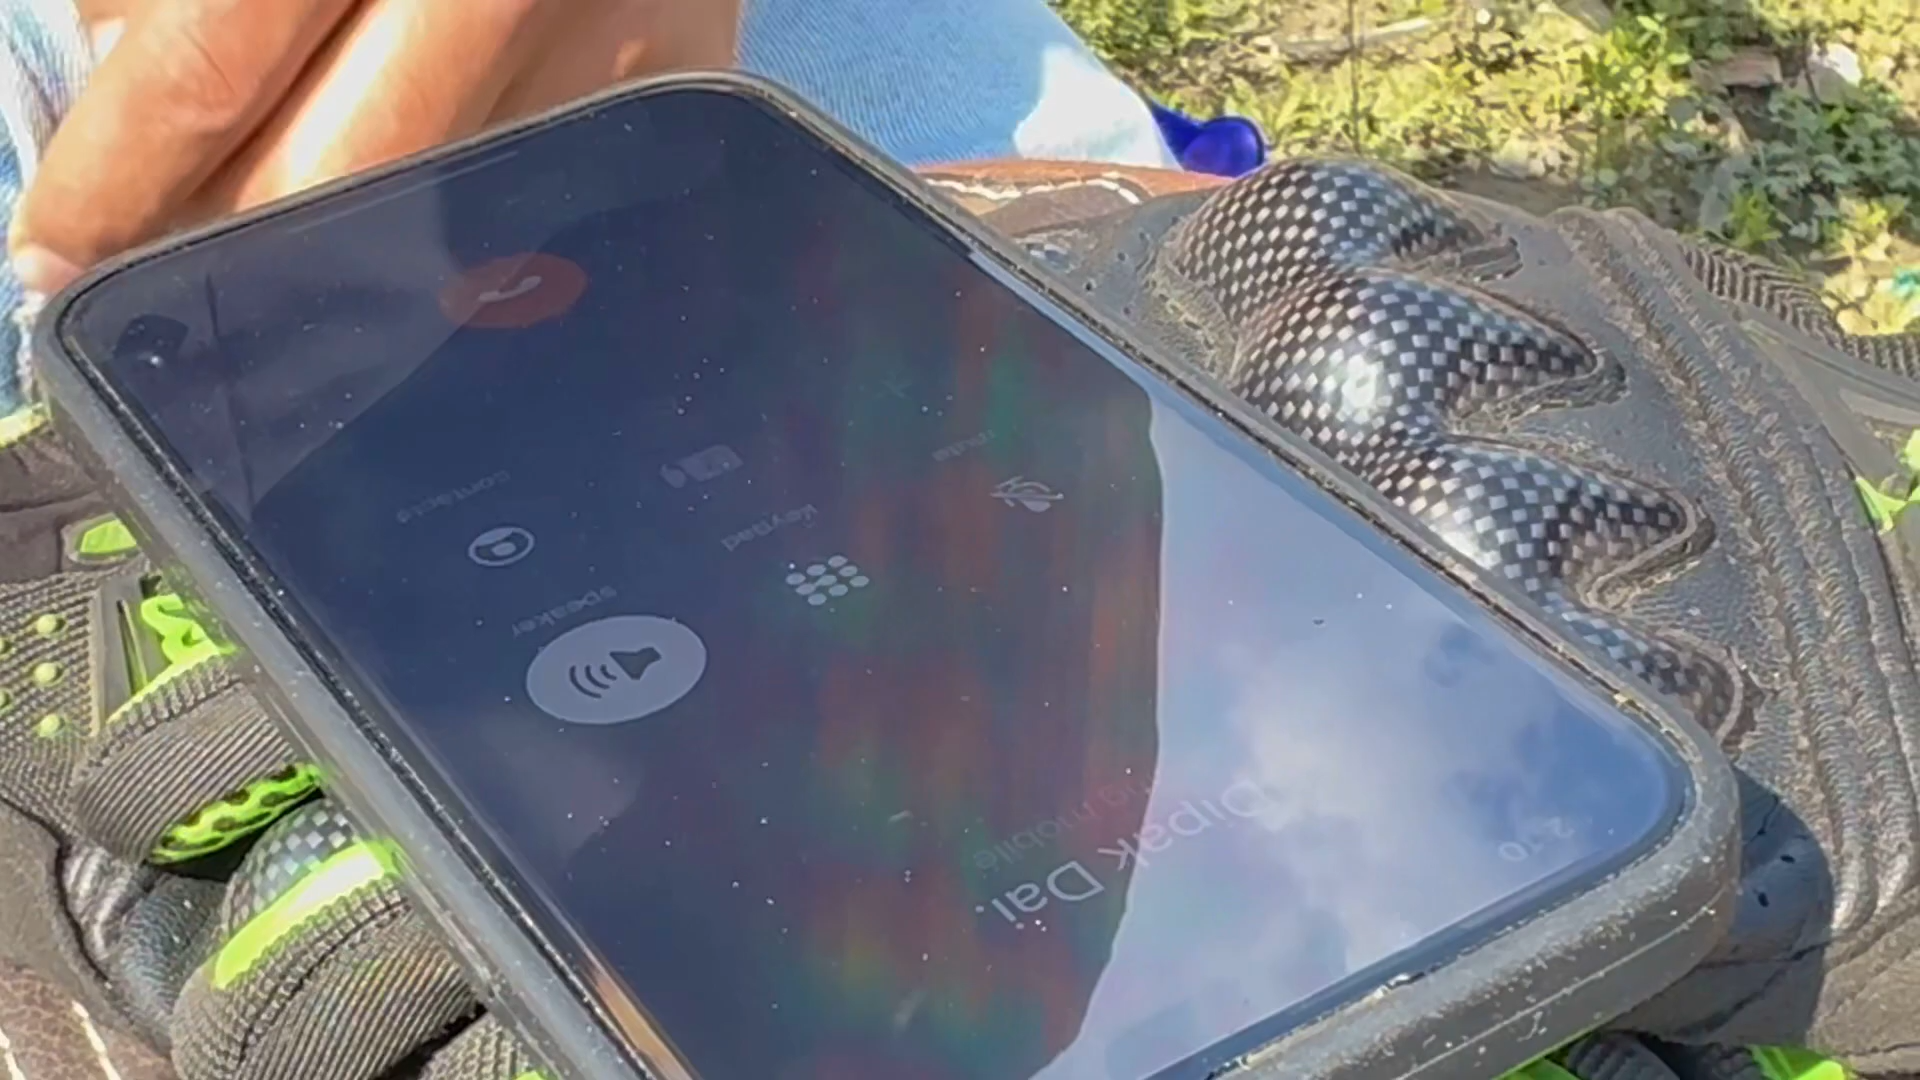 2:10
Dipak Dai.
mobile
mute
keypad
speaker
contacts